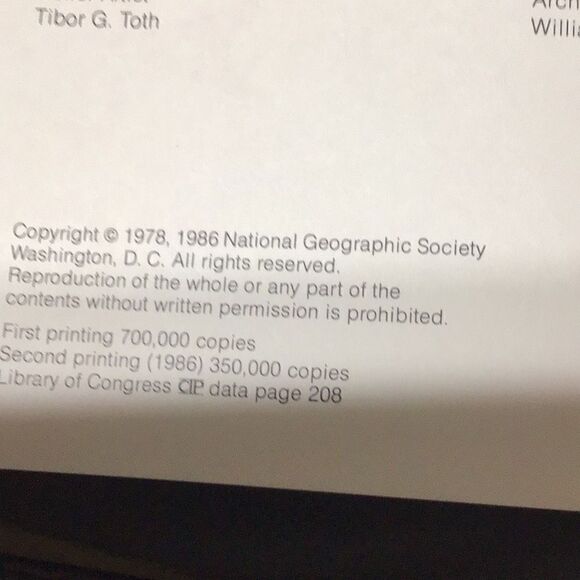 Tibor G. Toth
Copyright © 1978, 1986 National Geographic Society
Washington, D. C. All rights reserved.
Reproduction of the whole or any part of the
contents without written permission is prohibited.
First printing 700,000 copies
Second printing (1986) 350,000 copies
Library of Congress CIP data page 208